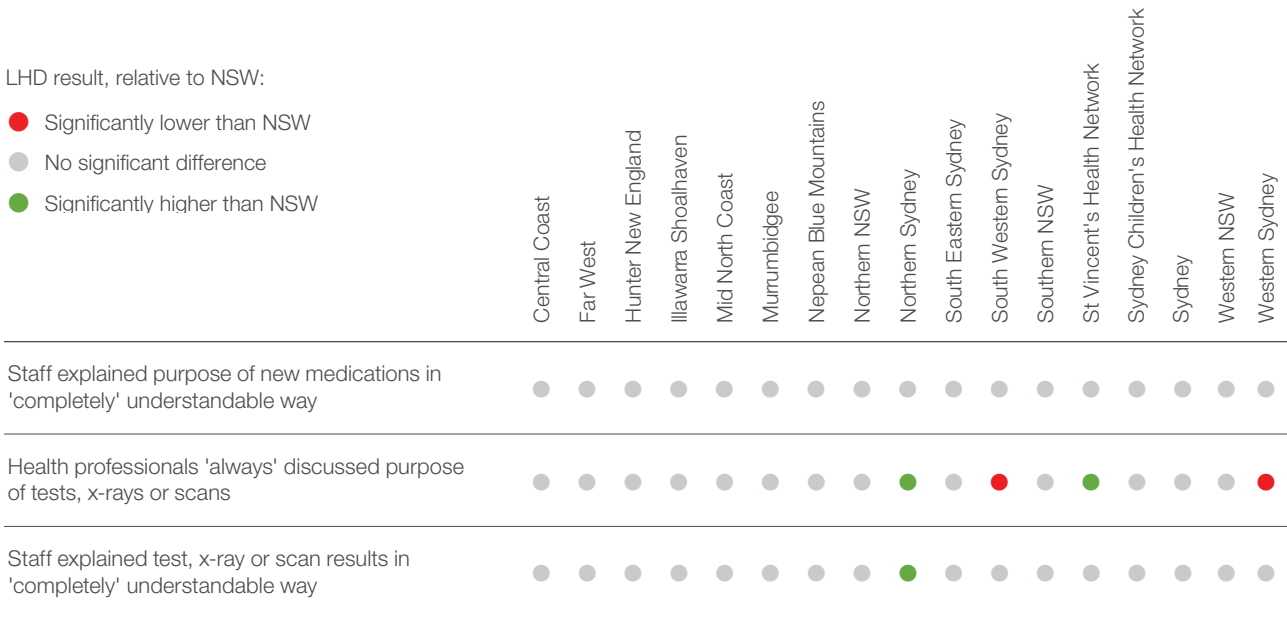 LHD result, relative to NSW:
Significantly lower than NSW
No significant difference
Significantly higher than NSW
Central Coast
Far West
Hunter New England
Illawarra Shoalhaven
Mid North Coast
Murrumbidgee
Nepean Blue Mountains
Northern NSW
Northern Sydney
South Eastern Sydney
South Western Sydney
Southern NSW
St Vincent's Health Network
Sydney Children's Health Network
Sydney
Western NSW
Western Sydney
Staff explained purpose of new medications in
'completely' understandable way
Health professionals 'always' discussed purpose
of tests, x-rays or scans
Staff explained test, x-ray or scan results in
'completely' understandable way